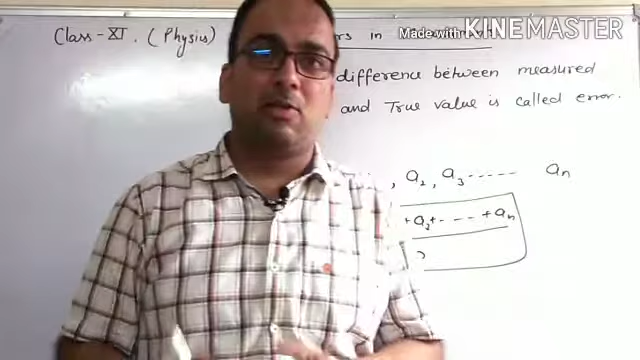 Class-XI. (Physics) rs in
Made with KINEMASTER
difference between measured
and True value is called error.
, a₂, a₃----- aₙ
+a₂+----+aₙ